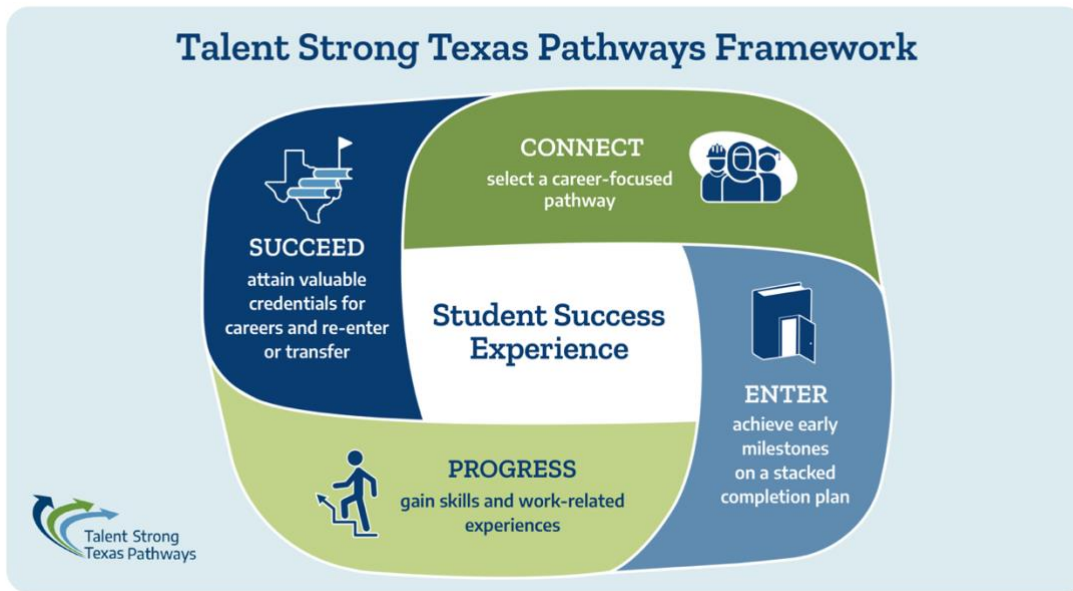 Talent Strong Texas Pathways Framework
CONNECT
select a career-focused
pathway
ENTER
achieve early
milestones
on a stacked
completion plan
PROGRESS
gain skills and work-related
experiences
SUCCEED
attain valuable
credentials for
careers and re-enter
or transfer
Student Success
Experience
Talent Strong
Texas Pathways